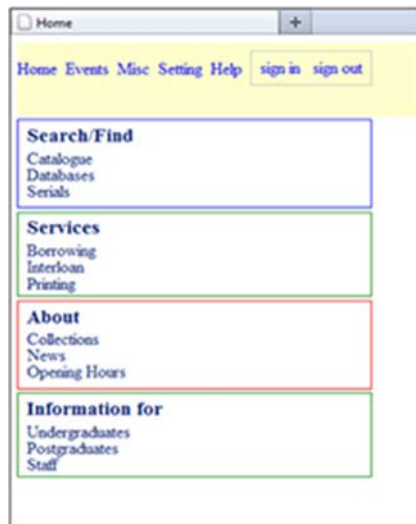 Home
Home Events Misc Setting Help sign in sign out
Search/Find
Catalogue
Databases
Serials
Services
Borrowing
Interloan
Printing
About
Collections
News
Opening Hours
Information for
Undergraduates
Postgraduates
Staff